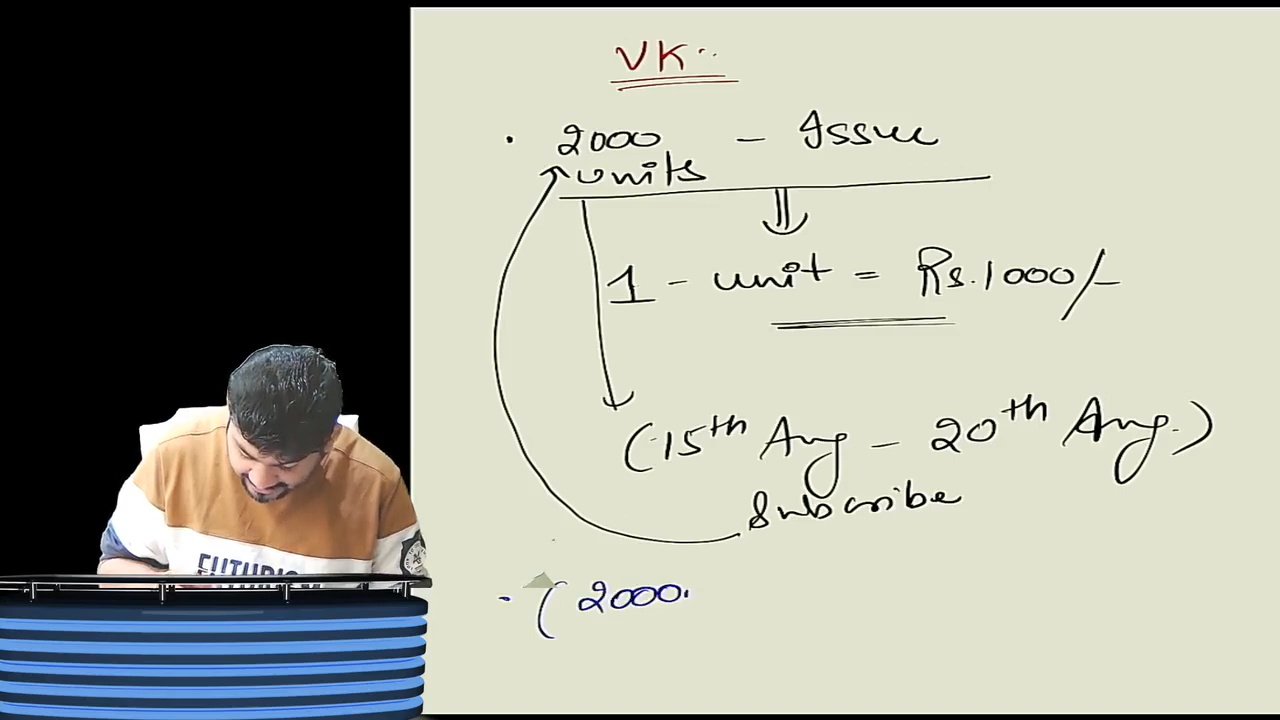 VK..
. 2000 - Issue
units
1 - unit = Rs.1000/-
(15th Aug - 20th Aug.)
Subscribe
. ( 2000.